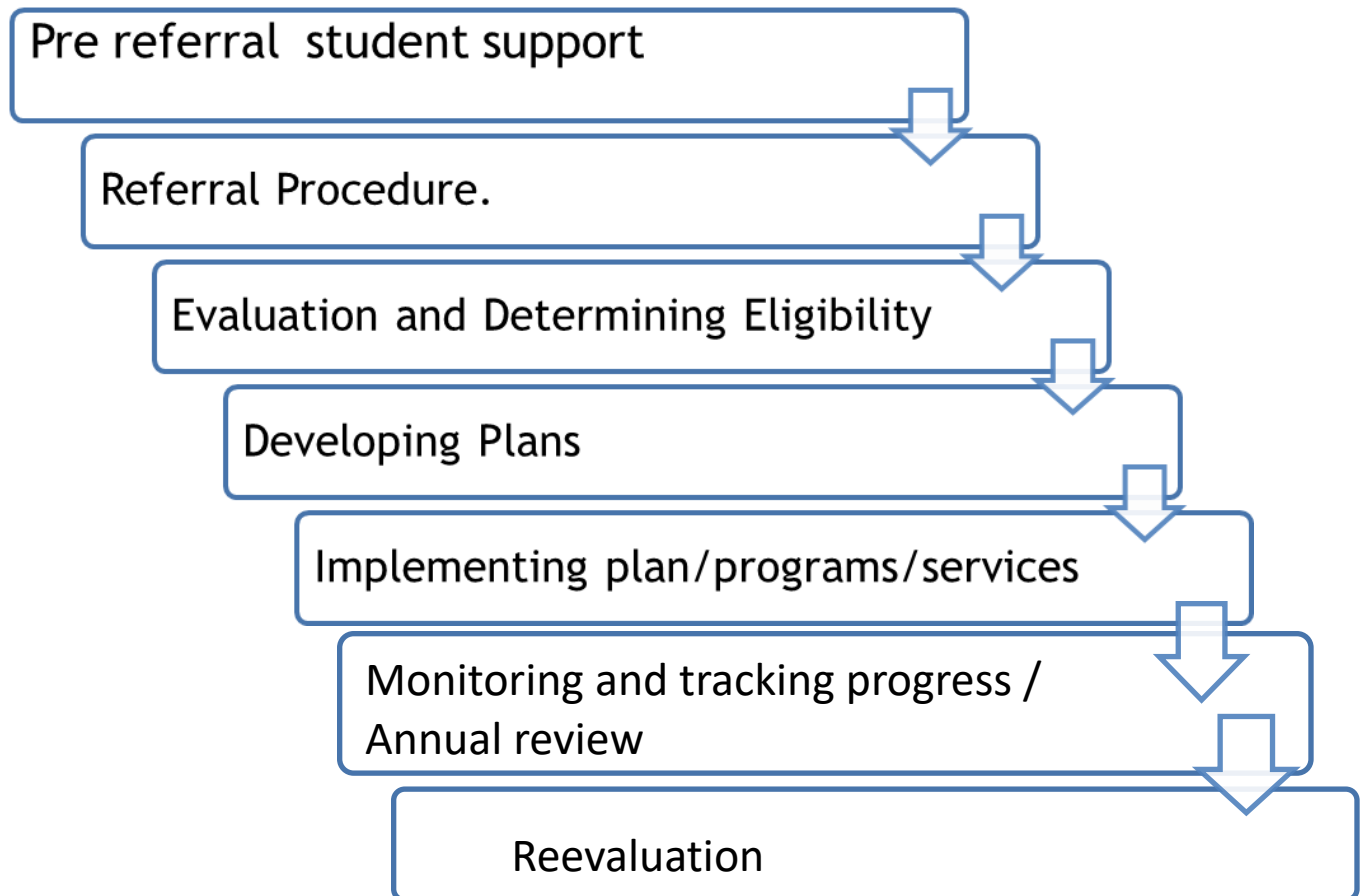 Pre referral student support
Referral Procedure.
Evaluation and Determining Eligibility
Developing Plans
Implementing plan/programs/services
Monitoring and tracking progress /
Annual review
Reevaluation